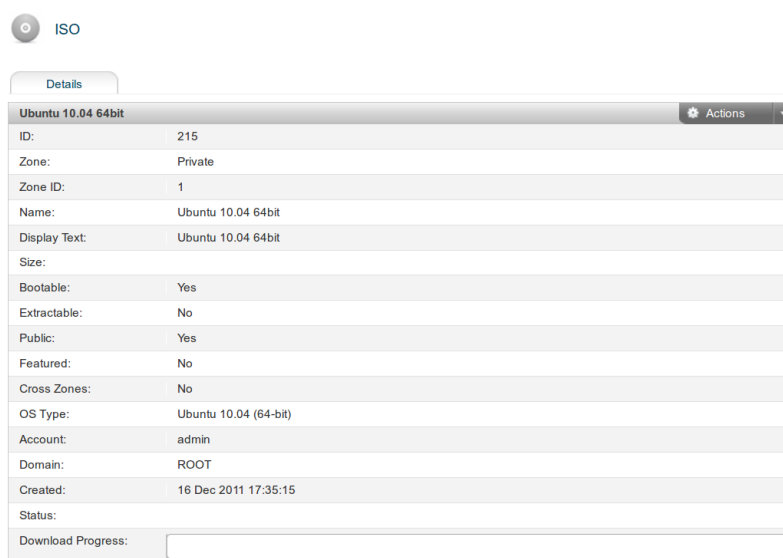 ISO
Details
Ubuntu 10.04 64bit Actions
ID: 215
Zone: Private
Zone ID: 1
Name: Ubuntu 10.04 64bit
Display Text: Ubuntu 10.04 64bit
Size:
Bootable: Yes
Extractable: No
Public: Yes
Featured: No
Cross Zones: No
OS Type: Ubuntu 10.04 (64-bit)
Account: admin
Domain: ROOT
Created: 16 Dec 2011 17:35:15
Status:
Download Progress: